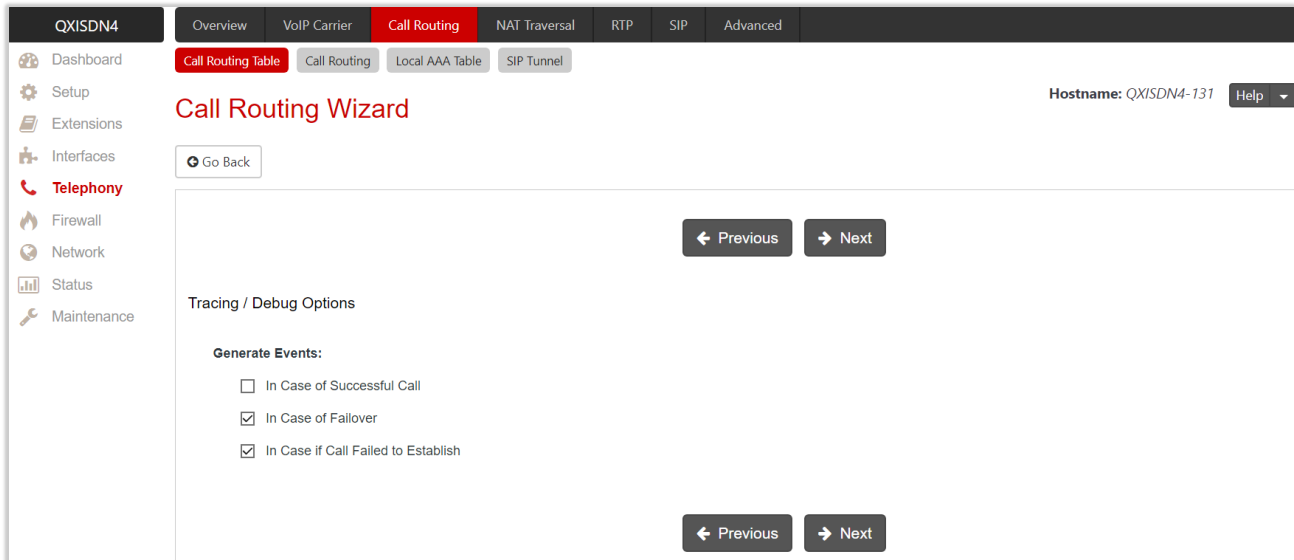 QXISDN4
Overview VoIP Carrier Call Routing NAT Traversal RTP SIP Advanced
Dashboard
Setup
Extensions
Interfaces
Telephony
Firewall
Network
Status
Maintenance
Call Routing Table Call Routing Local AAA Table SIP Tunnel
Hostname: QXISDN4-131 Help
Call Routing Wizard
Go Back
Previous Next
Tracing / Debug Options
Generate Events:
In Case of Successful Call
In Case of Failover
In Case if Call Failed to Establish
Previous Next